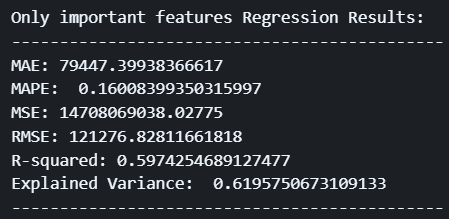 Only important features Regression Results:
--------------------------------------------
MAE: 79447.39938366617
MAPE:  0.16008399350315997
MSE: 14708069038.02775
RMSE: 121276.82811661818
R-squared: 0.5974254689127477
Explained Variance:  0.6195750673109133
--------------------------------------------